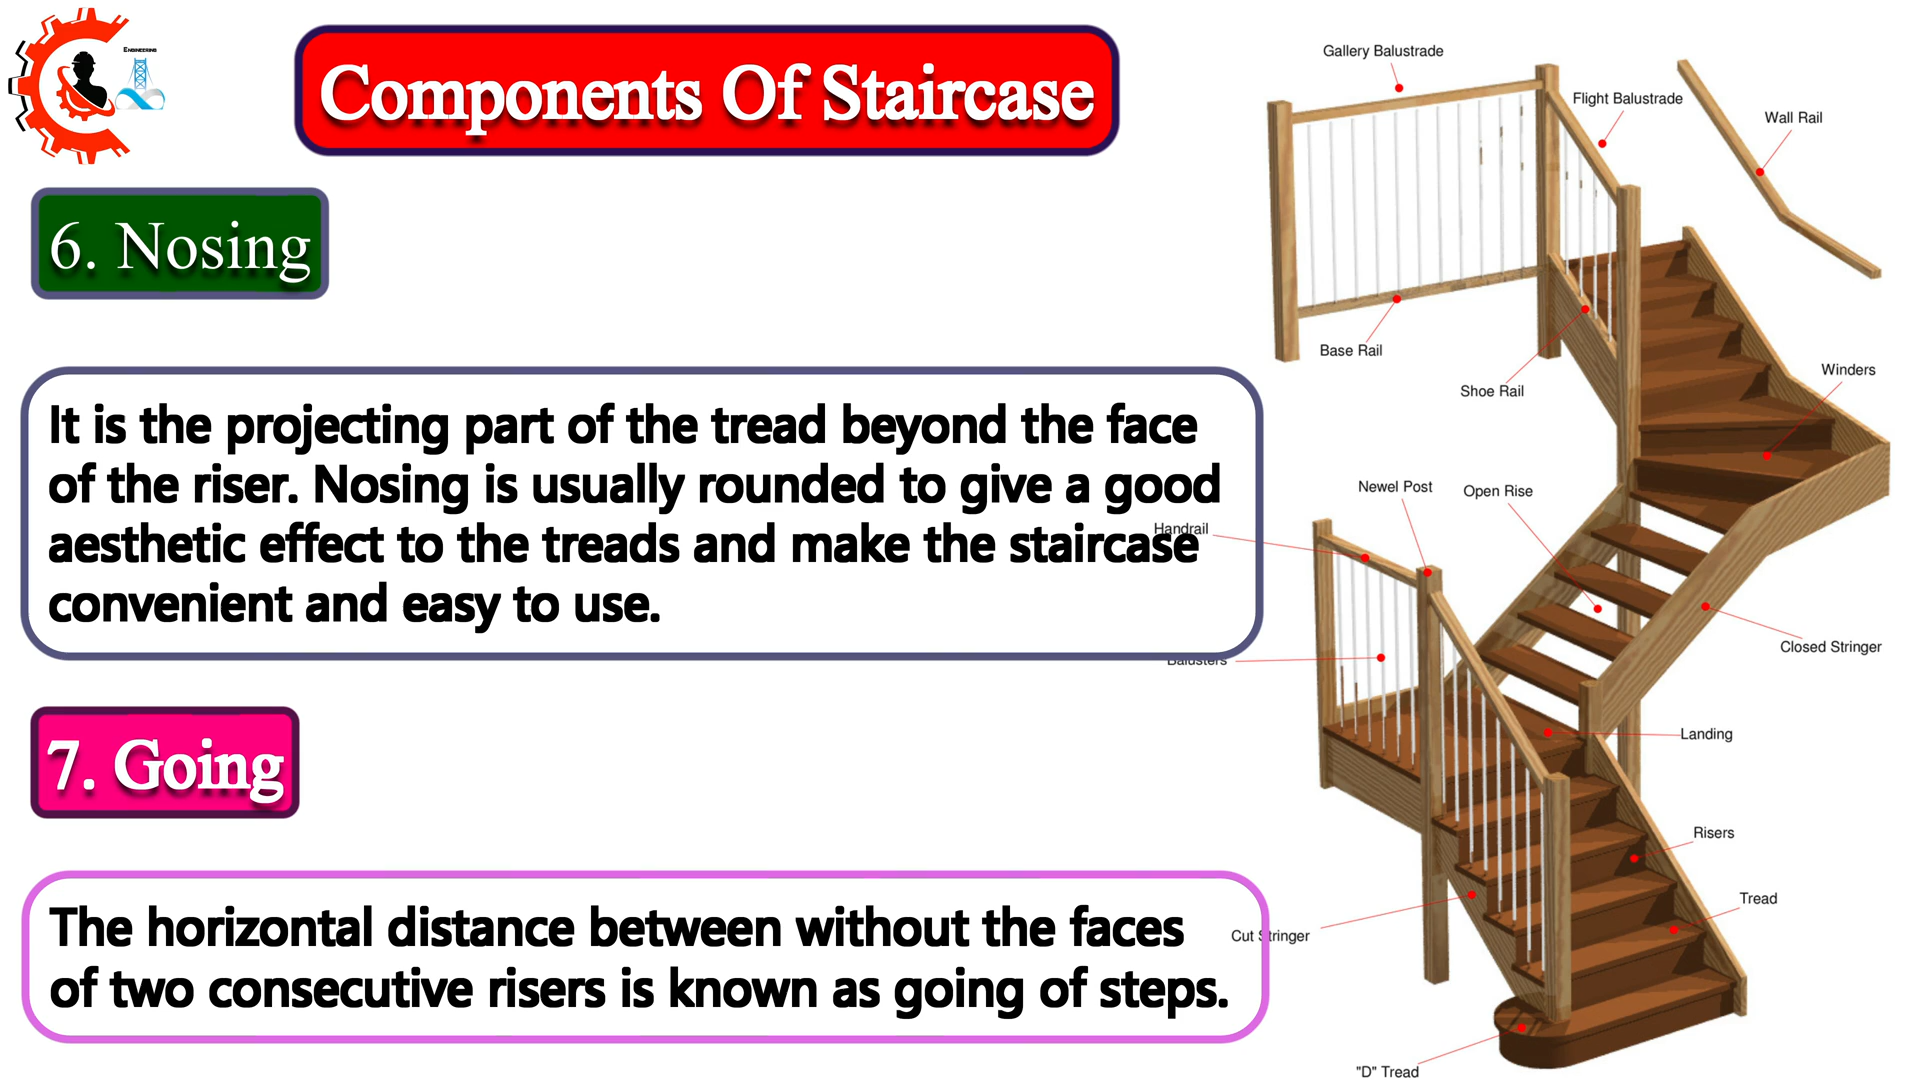 Engineering
Components Of Staircase
6. Nosing
It is the projecting part of the tread beyond the face
of the riser. Nosing is usually rounded to give a good
aesthetic effect to the treads and make the staircase
convenient and easy to use.
7. Going
The horizontal distance between without the faces
of two consecutive risers is known as going of steps.
Gallery Balustrade
Flight Balustrade
Wall Rail
Base Rail
Shoe Rail
Winders
Newel Post
Open Rise
Handrail
Closed Stringer
Balusters
Landing
Risers
Tread
Cut Stringer
"D" Tread